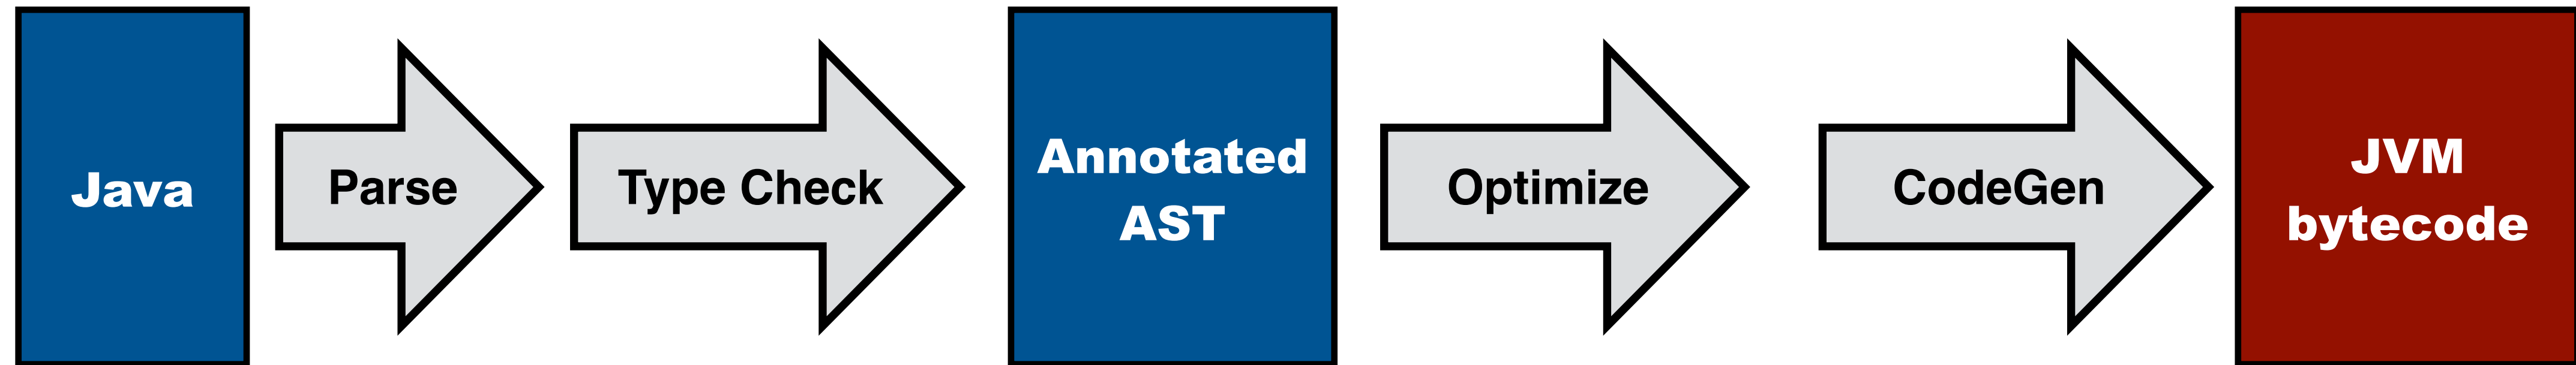 Java
Parse
Type Check
Annotated
AST
Optimize
CodeGen
JVM
bytecode